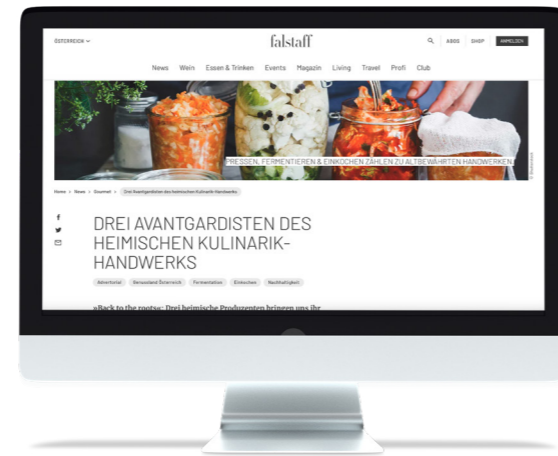 ÖSTERREICH
falstaff
ABOS SHOP ANMELDEN
News Wein Essen & Trinken Events Magazin Living Travel Profi Club
PRESSEN, FERMENTIEREN & EINKOCHEN ZÄHLEN ZU ALTBEWÄHRTEN HANDWERKEN.
Home > News > Gourmet > Drei Avantgardisten des heimischen Kulinarik-Handwerks
DREI AVANTGARDISTEN DES
HEIMISCHEN KULINARIK-
HANDWERKS
Advertorial Genussland Österreich Fermentation Einkochen Nachhaltigkeit
»Back to the roots«: Drei heimische Produzenten bringen uns ihr